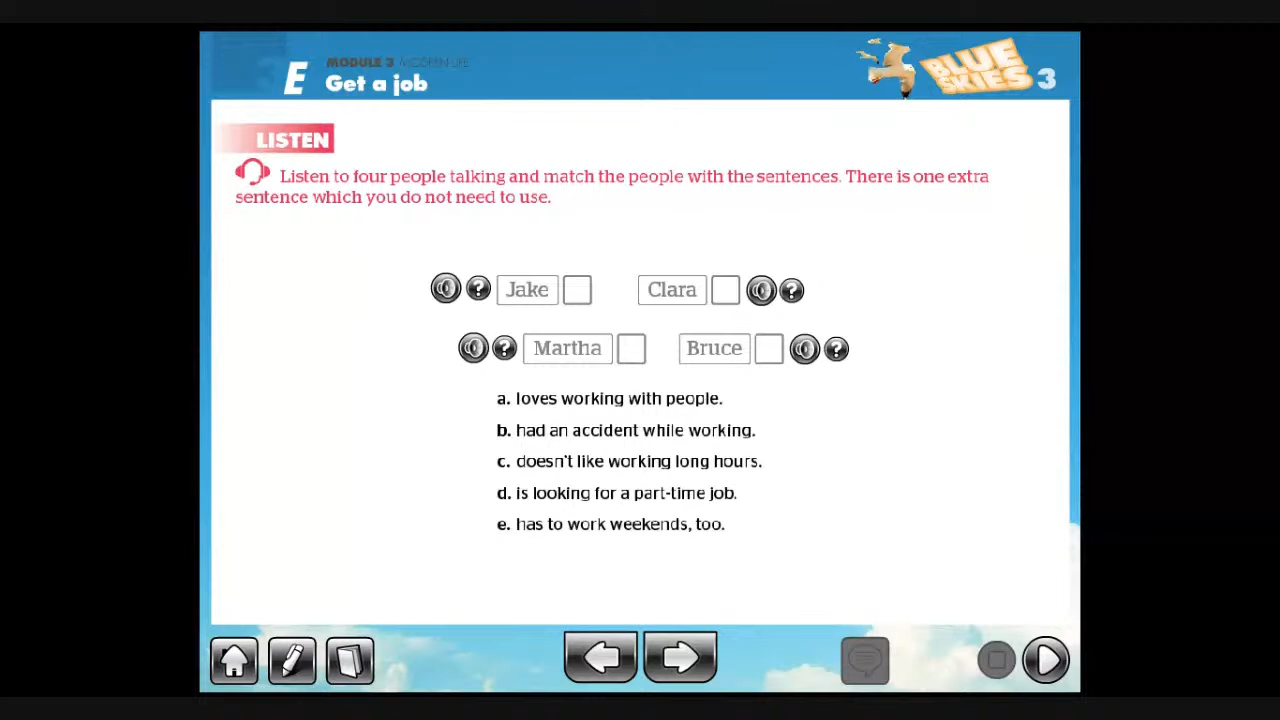 E
MODULE 3 MODERN LIFE
Get a job
BLUE
SKIES 3
LISTEN
Listen to four people talking and match the people with the sentences. There is one extra
sentence which you do not need to use.
? Jake Clara ?
? Martha Bruce ?
a. loves working with people.
b. had an accident while working.
c. doesn't like working long hours.
d. is looking for a part-time job.
e. has to work weekends, too.